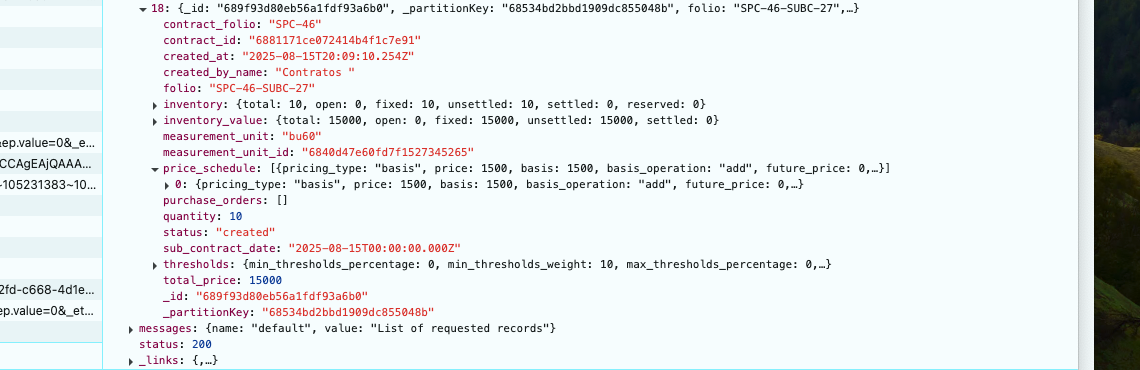 18: {_id: "689f93d80eb56a1fdf93a6b0", _partitionKey: "68534bd2bbd1909dc855048b", folio: "SPC-46-SUBC-27",…}
contract_folio: "SPC-46"
contract_id: "6881171ce072414b4f1c7e91"
created_at: "2025-08-15T20:09:10.254Z"
created_by_name: "Contratos "
folio: "SPC-46-SUBC-27"
inventory: {total: 10, open: 0, fixed: 10, unsettled: 10, settled: 0, reserved: 0}
inventory_value: {total: 15000, open: 0, fixed: 15000, unsettled: 15000, settled: 0}
measurement_unit: "bu60"
ep.value=0&_e…
measurement_unit_id: "6840d47e60fd7f1527345265"
CCAgEAjQAAA…
price_schedule: [{pricing_type: "basis", price: 1500, basis: 1500, basis_operation: "add", future_price: 0,…}]
-105231383~10…
0: {pricing_type: "basis", price: 1500, basis: 1500, basis_operation: "add", future_price: 0,…}
purchase_orders: []
quantity: 10
status: "created"
sub_contract_date: "2025-08-15T00:00:00.000Z"
thresholds: {min_thresholds_percentage: 0, min_thresholds_weight: 10, max_thresholds_percentage: 0,…}
total_price: 15000
2fd-c668-4d1e…
_id: "689f93d80eb56a1fdf93a6b0"
ep.value=0&_et…
_partitionKey: "68534bd2bbd1909dc855048b"
messages: {name: "default", value: "List of requested records"}
status: 200
_links: {,…}